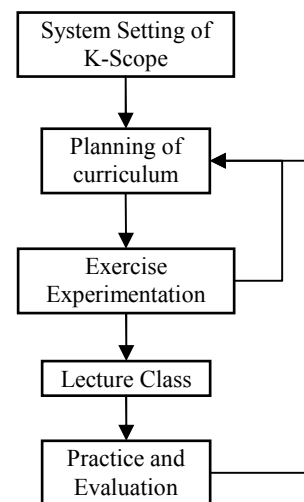 System Setting of
K-Scope
Planning of
curriculum
Exercise
Experimentation
Lecture Class
Practice and
Evaluation